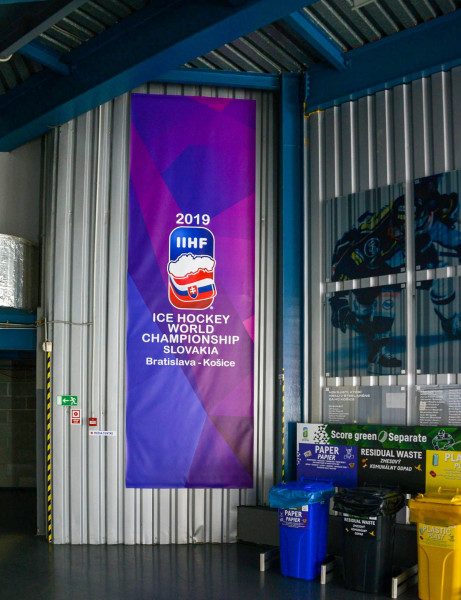 2019
IIHF
ICE HOCKEY
WORLD
CHAMPIONSHIP
SLOVAKIA
Bratislava - Košice
Score green Separate
PAPER
PAPIER
RESIDUAL WASTE
ZMESOVÝ
KOMUNÁLNY ODPAD
PAPER
PAPIER
RESIDUAL WASTE